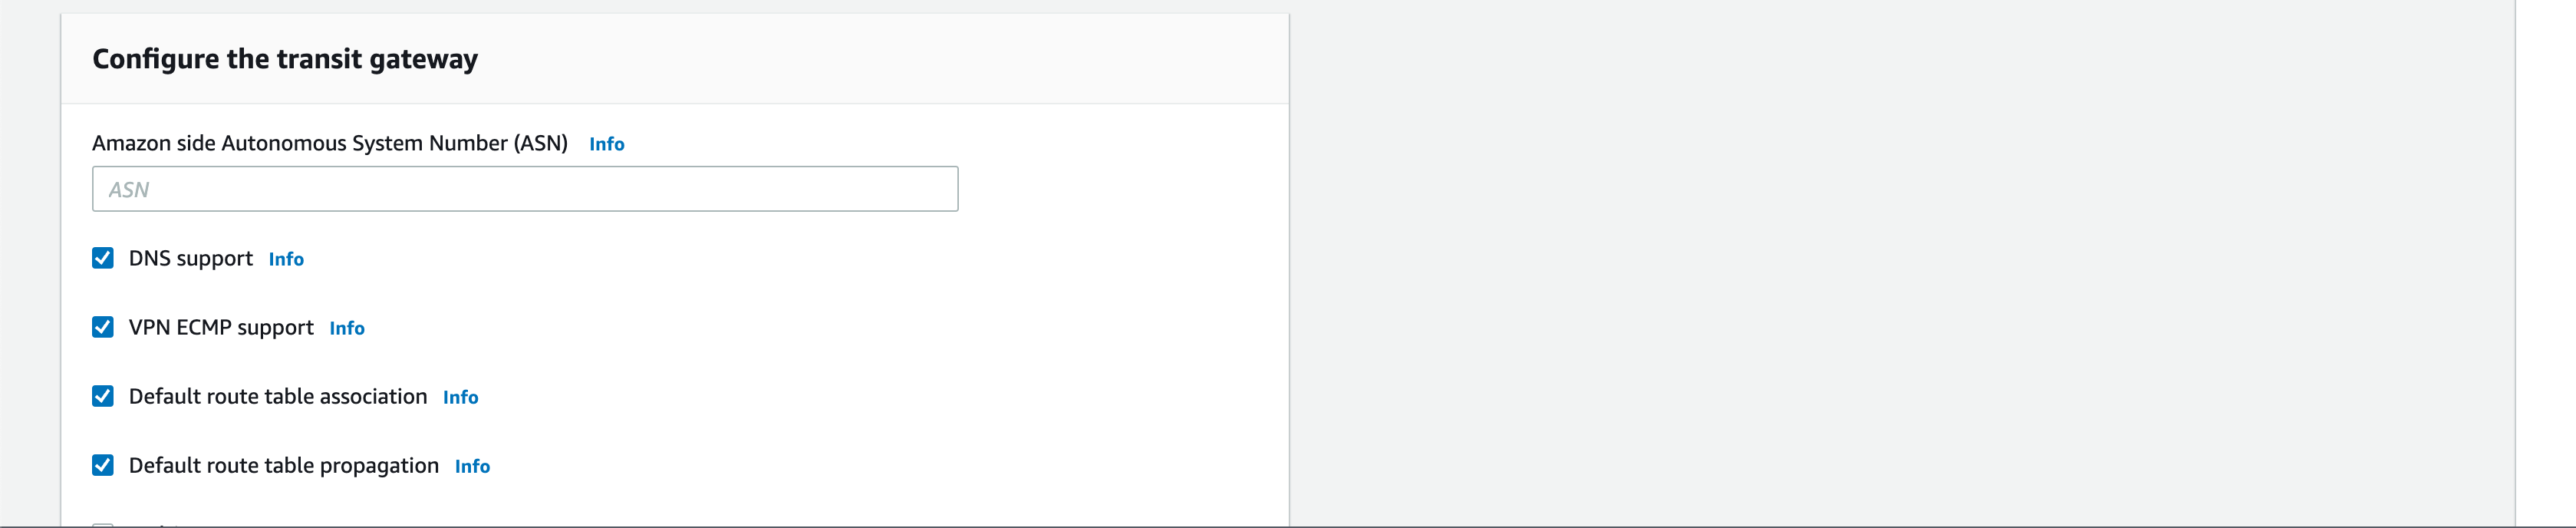 Configure the transit gateway
Amazon side Autonomous System Number (ASN) Info
ASN
DNS support Info
VPN ECMP support Info
Default route table association Info
Default route table propagation Info